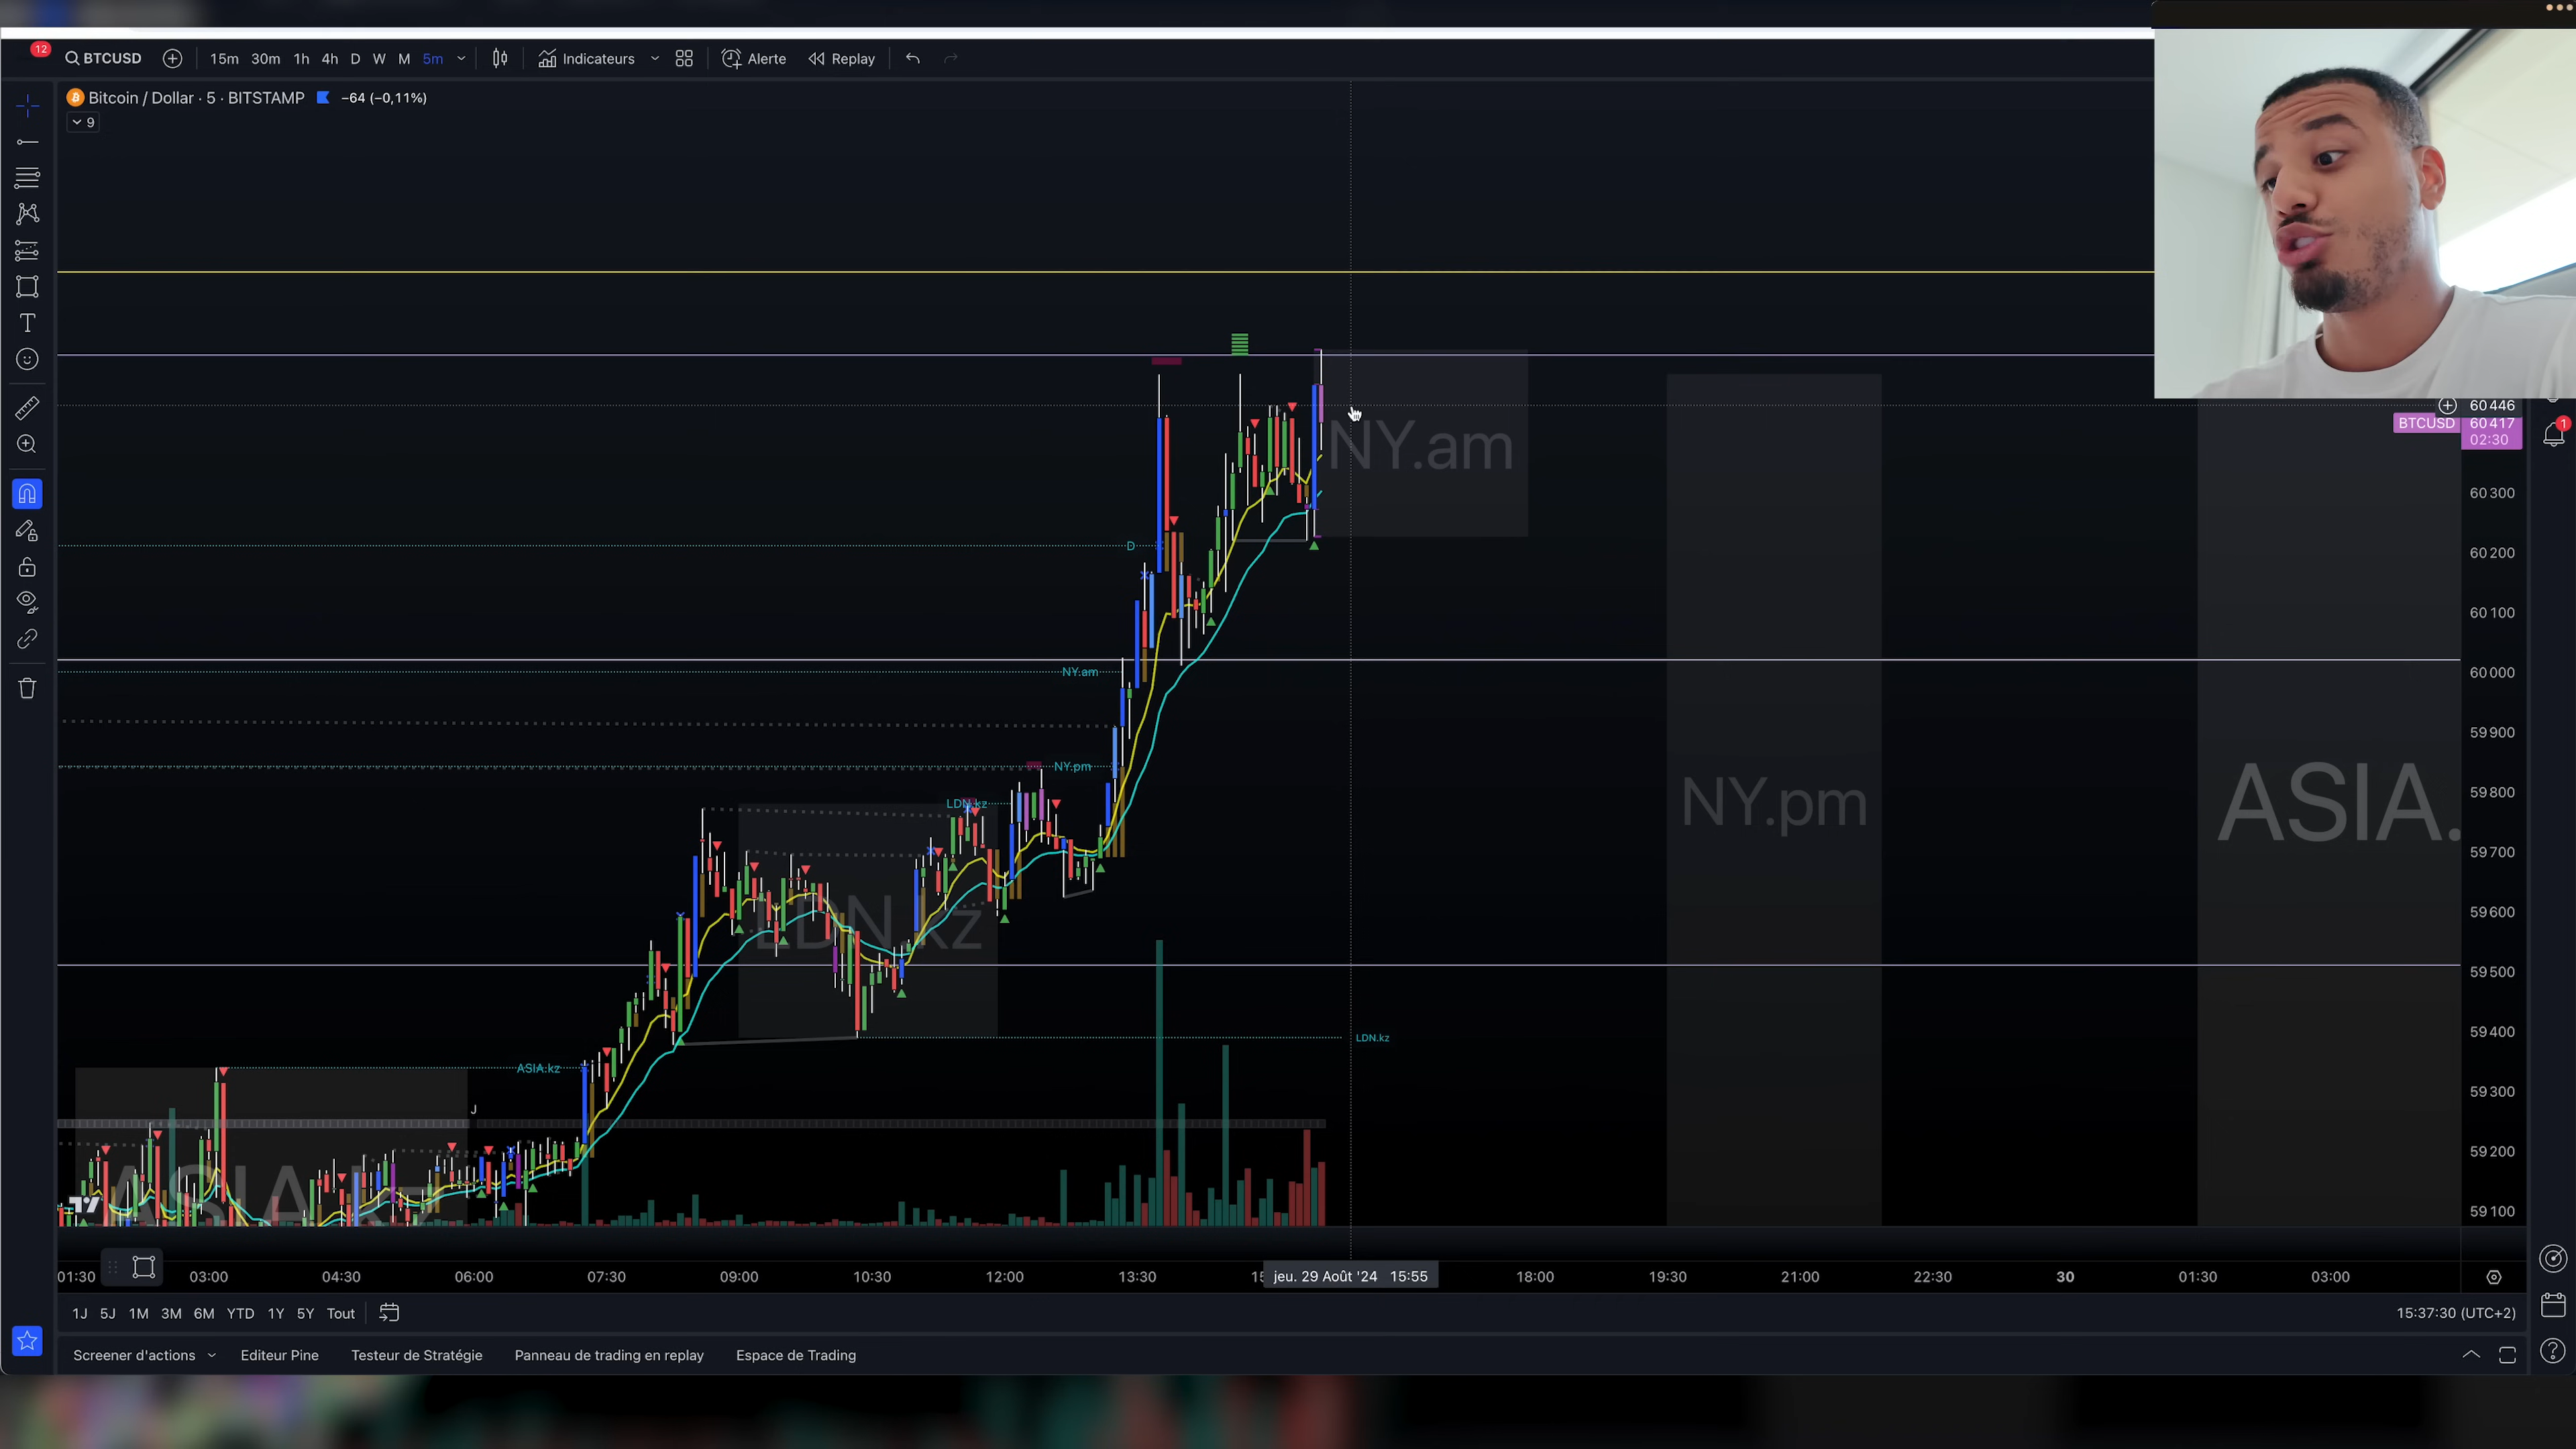 12
BTCUSD
15m 30m 1h 4h D W M 5m
Indicateurs
Alerte
Replay
Bitcoin / Dollar · 5 · BITSTAMP
−64 (−0,11%)
9
60 446
BTCUSD 60 417
02:30
1
NY.am
60 300
D
60 200
60 100
NY.am
60 000
59 900
NY.pm
59 800
LDN.kz
NY.pm
ASIA.
59 700
LDN.kz
59 600
59 500
59 400
LDN.kz
ASIA.kz
59 300
J
59 200
ASIA.kz
59 100
01:30 03:00 04:30 06:00 07:30 09:00 10:30 12:00 13:30 jeu. 29 Août '24 15:55 18:00 19:30 21:00 22:30 30 01:30 03:00
1J 5J 1M 3M 6M YTD 1Y 5Y Tout
15:37:30 (UTC+2)
Screener d'actions
Editeur Pine
Testeur de Stratégie
Panneau de trading en replay
Espace de Trading